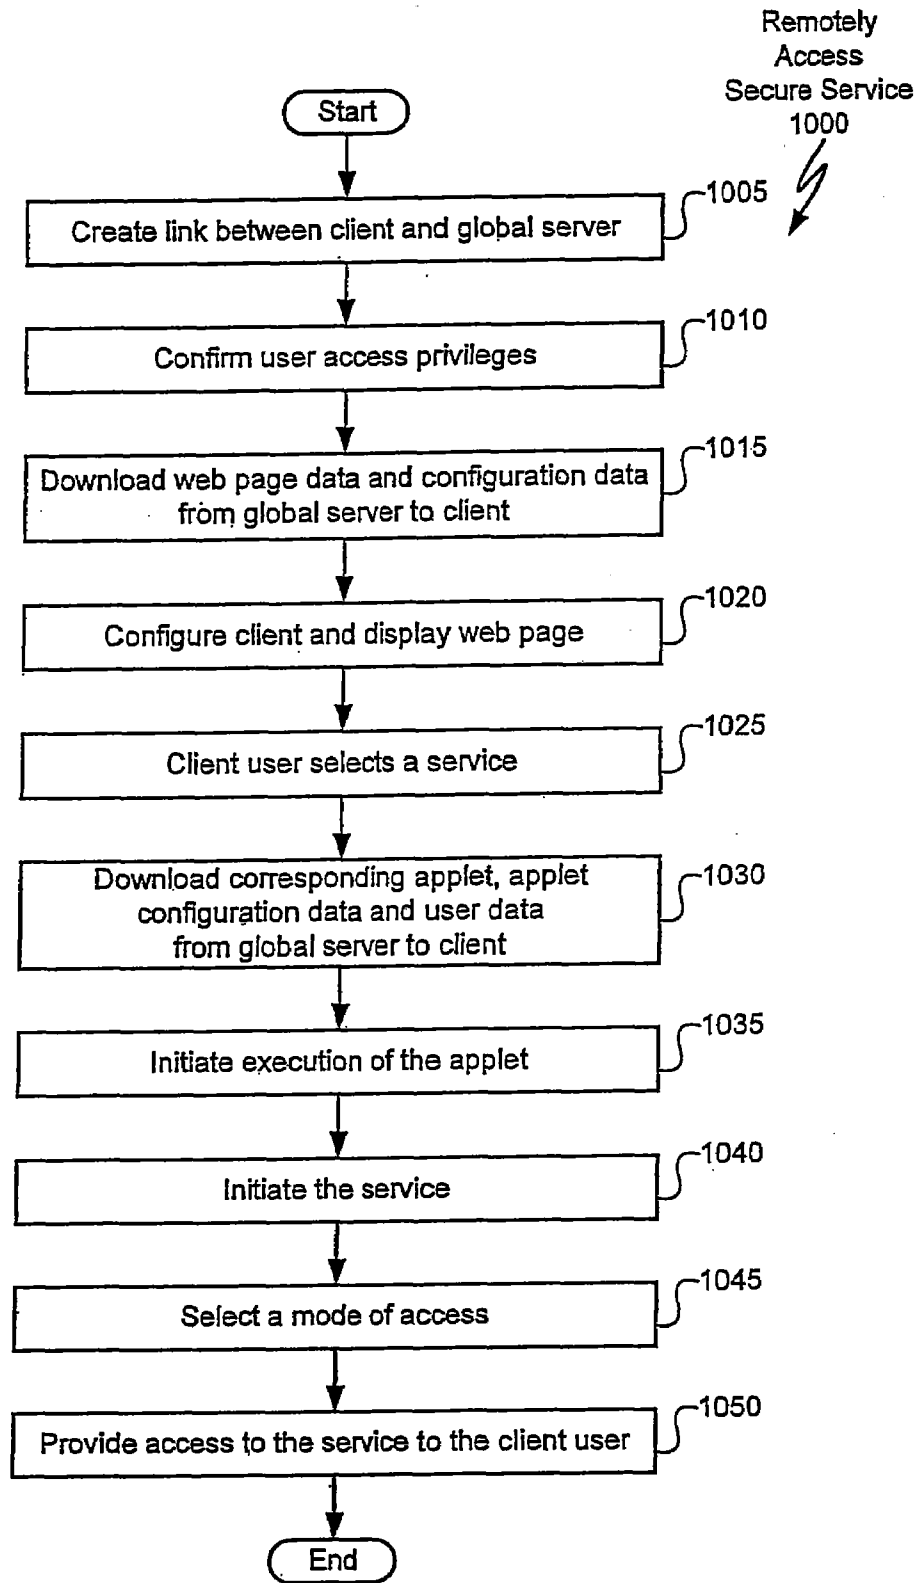 Remotely
Access
Secure Service
1000
Start
1005
Create link between client and global server
1010
Confirm user access privileges
1015
Download web page data and configuration data
from global server to client
1020
Configure client and display web page
1025
Client user selects a service
1030
Download corresponding applet, applet
configuration data and user data
from global server to client
1035
Initiate execution of the applet
1040
Initiate the service
1045
Select a mode of access
1050
Provide access to the service to the client user
End